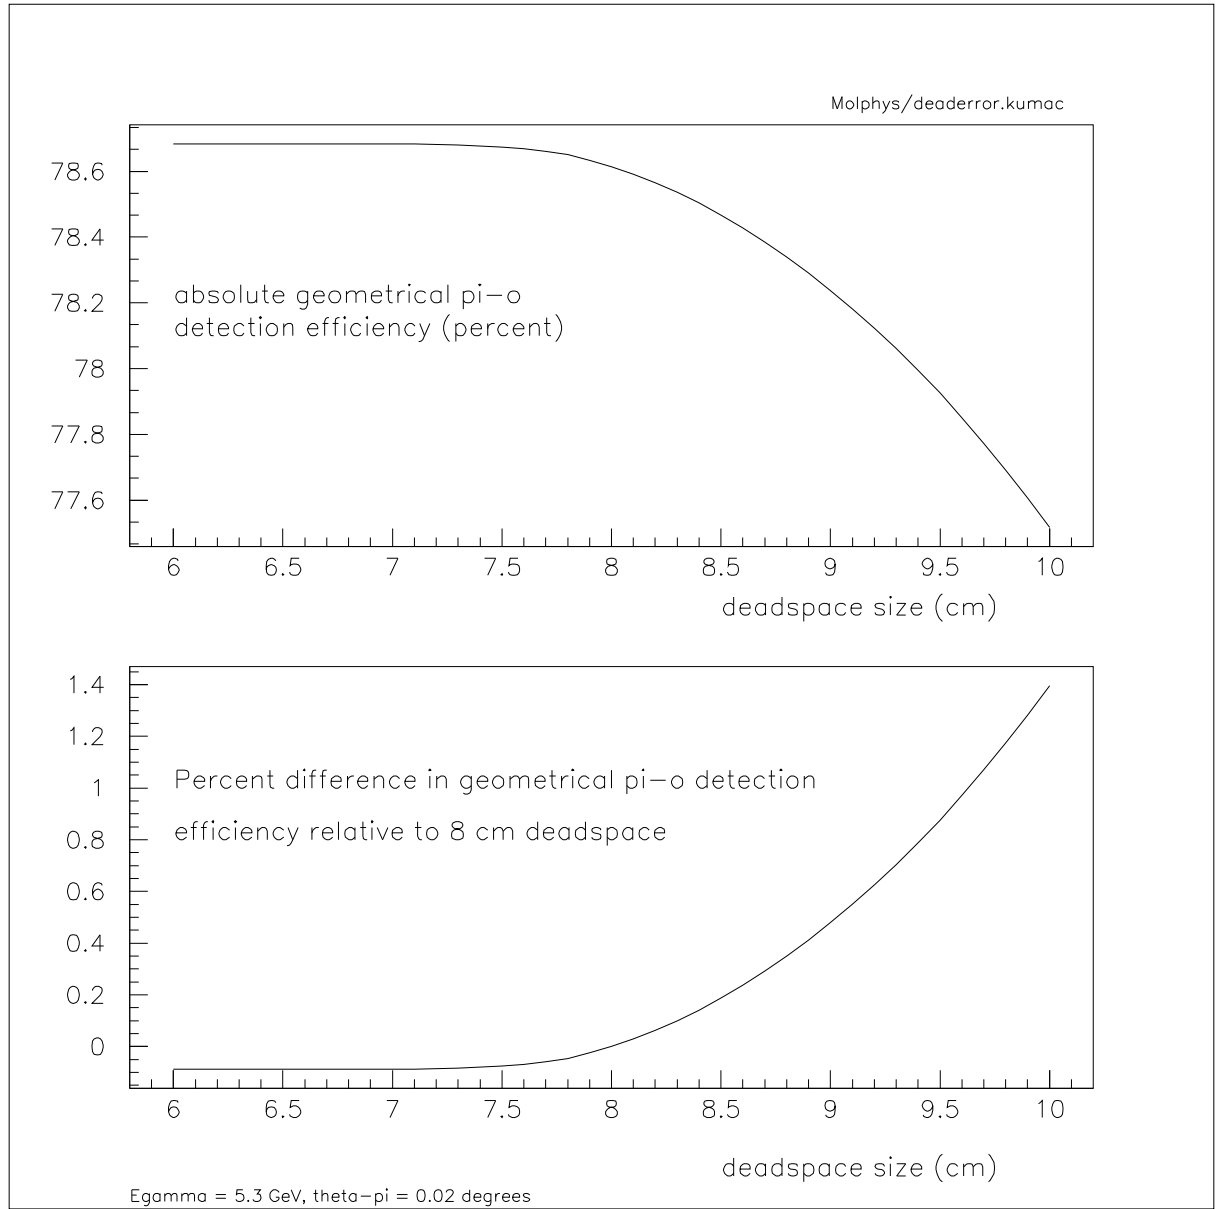 Molphys/deaderror.kumac
78.6
78.4
78.2
78
77.8
77.6
absolute geometrical pi-o
detection efficiency (percent)
6 6.5 7 7.5 8 8.5 9 9.5 10
deadspace size (cm)
1.4
1.2
1
0.8
0.6
0.4
0.2
0
Percent difference in geometrical pi-o detection
efficiency relative to 8 cm deadspace
6 6.5 7 7.5 8 8.5 9 9.5 10
deadspace size (cm)
Egamma = 5.3 GeV, theta-pi = 0.02 degrees